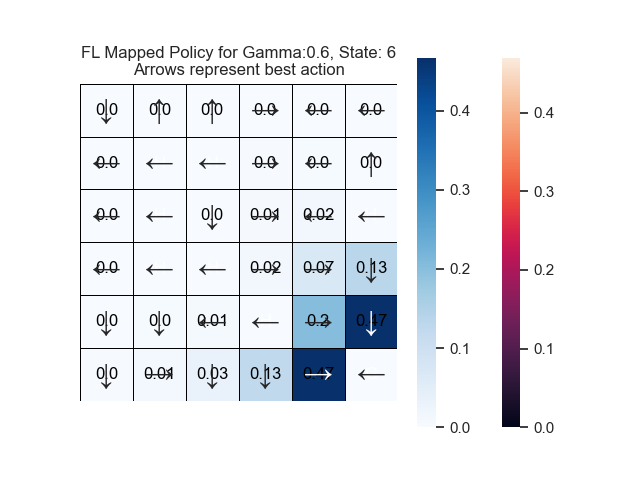 FL Mapped Policy for Gamma:0.6, State: 6
Arrows represent best action
0.0 0.0 0.0 0.0 0.0 0.0
0.0 0.0 0.0 0.0
0.0 0.0 0.01 0.02
0.0 0.02 0.07 0.13
0.0 0.0 0.01 0.2 0.47
0.0 0.01 0.03 0.13 0.47
0.4
0.3
0.2
0.1
0.0
0.4
0.3
0.2
0.1
0.0